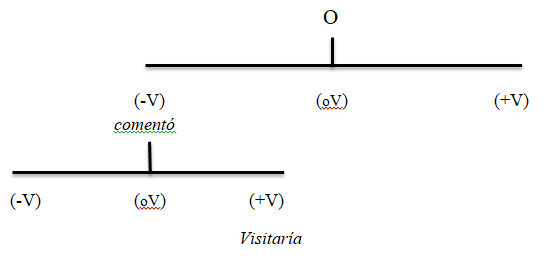 O
(-V) (oV) (+V)
comentó
(-V) (oV) (+V)
Visitaría